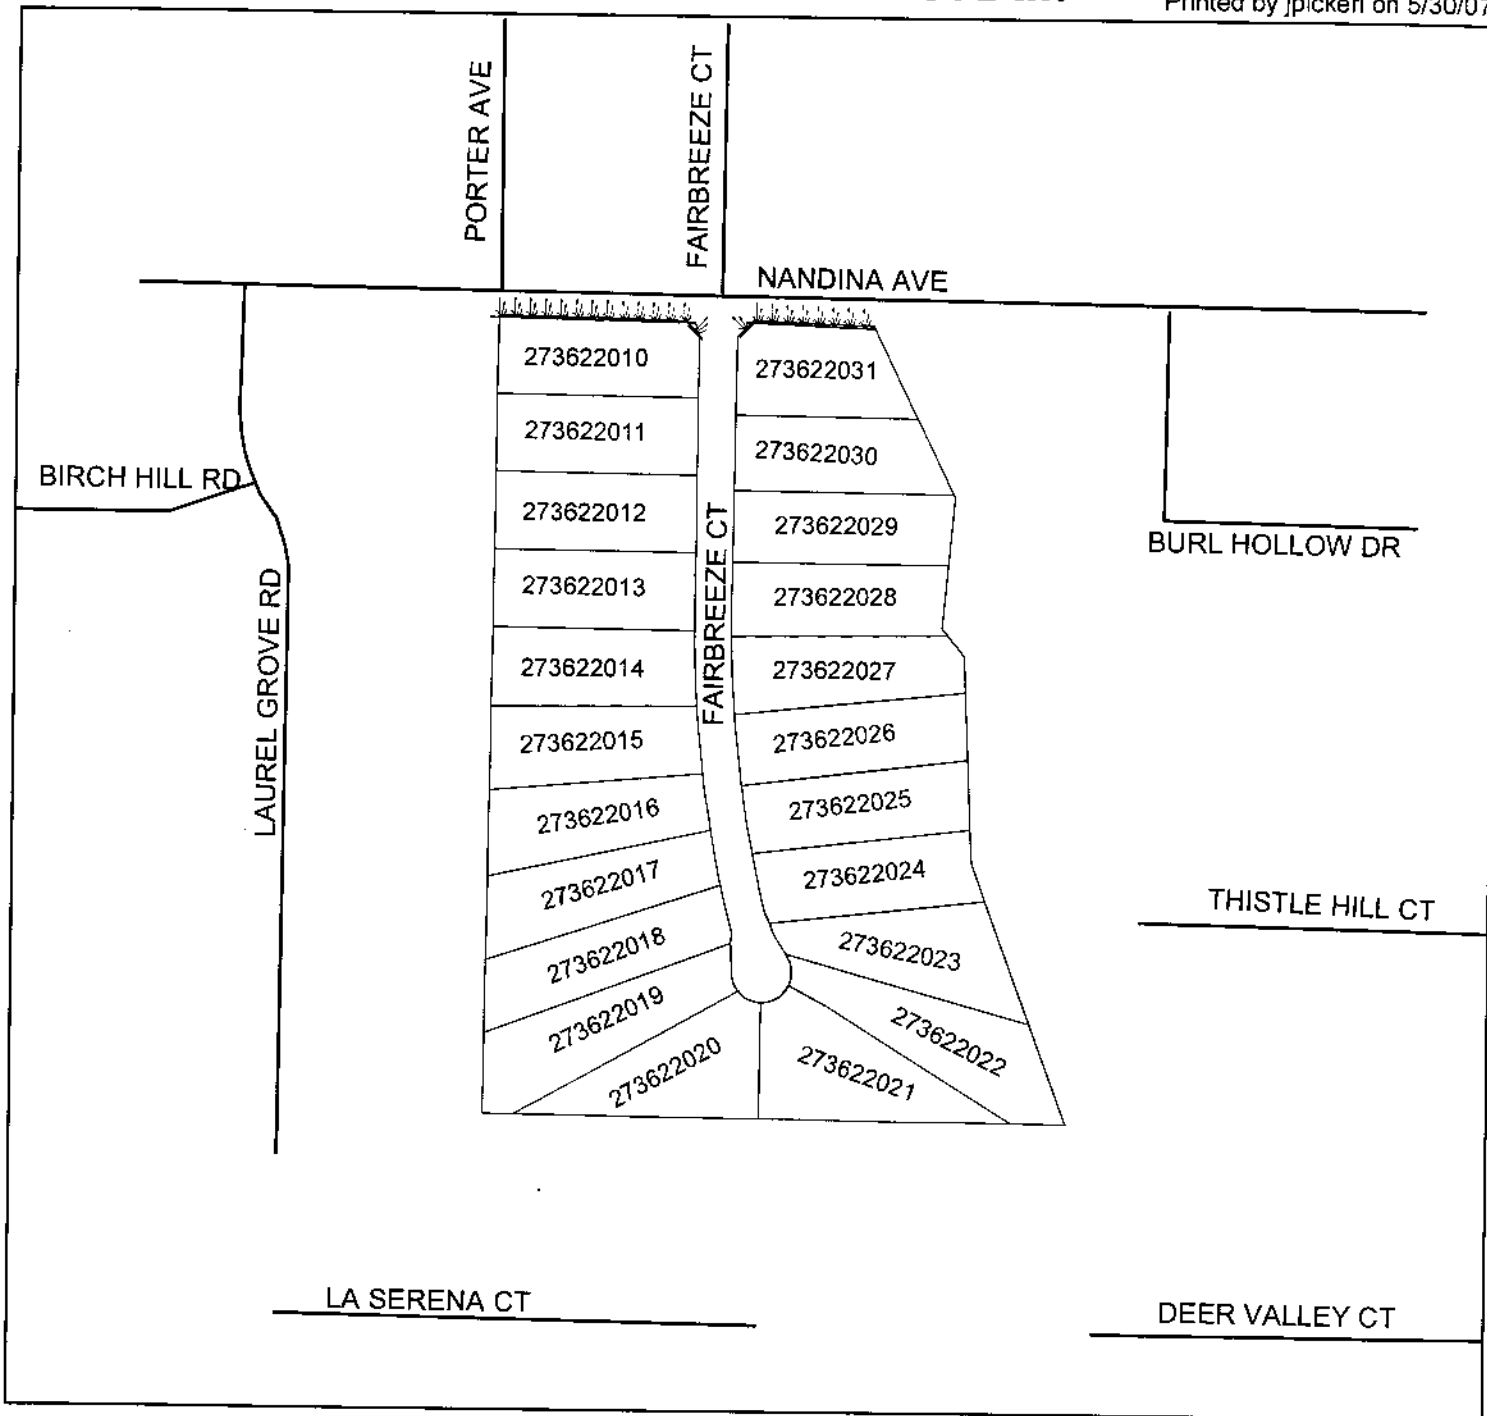 Printed by jpickerl on 5/30/07
PORTER AVE
FAIRBREEZE CT
NANDINA AVE
273622010
273622031
273622011
273622030
BIRCH HILL RD
273622012
273622029
BURL HOLLOW DR
273622013
273622028
FAIRBREEZE CT
LAUREL GROVE RD
273622014
273622027
273622015
273622026
273622016
273622025
273622017
273622024
THISTLE HILL CT
273622018
273622023
273622019
273622022
273622020
273622021
LA SERENA CT
DEER VALLEY CT